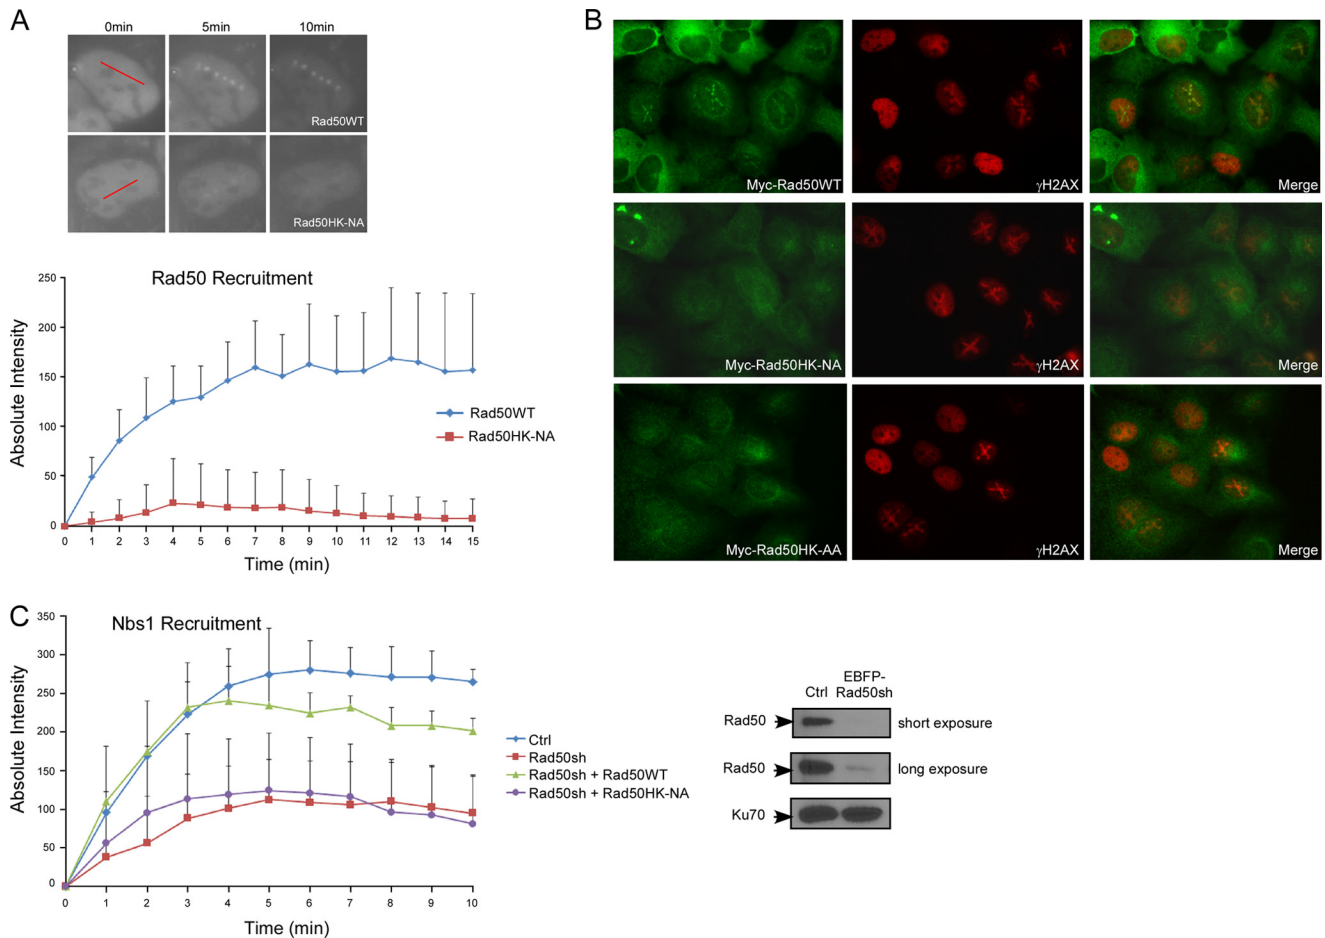 A
0min 5min 10min
Rad50WT
Rad50HK-NA
Rad50 Recruitment
Absolute Intensity
250
200
150
100
50
0
0 1 2 3 4 5 6 7 8 9 10 11 12 13 14 15
Time (min)
Rad50WT
Rad50HK-NA
B
Myc-Rad50WT γH2AX Merge
Myc-Rad50HK-NA γH2AX Merge
Myc-Rad50HK-AA γH2AX Merge
C
Nbs1 Recruitment
Absolute Intensity
350
300
250
200
150
100
50
0
0 1 2 3 4 5 6 7 8 9 10
Time (min)
Ctrl
Rad50sh
Rad50sh + Rad50WT
Rad50sh + Rad50HK-NA
EBFP-
Ctrl Rad50sh
Rad50 short exposure
Rad50 long exposure
Ku70